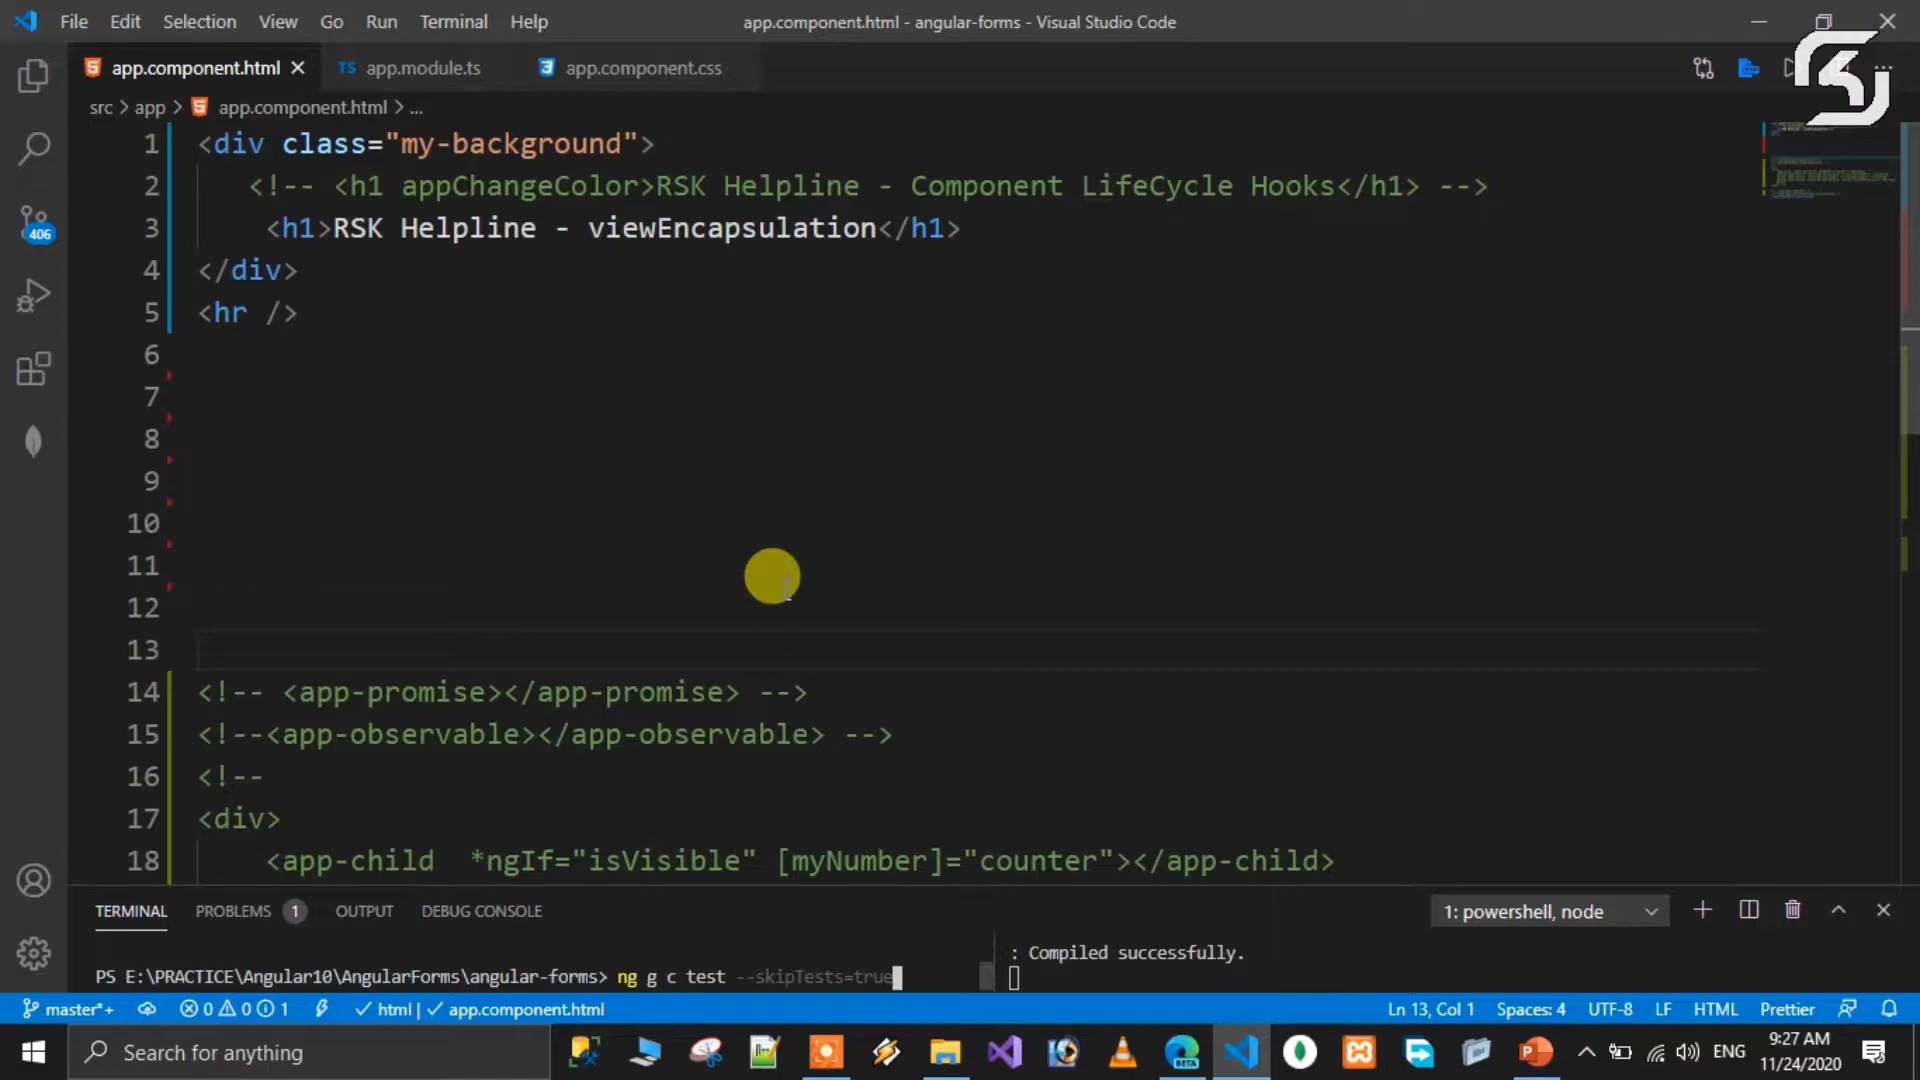 File Edit Selection View Go Run Terminal Help app.component.html - angular-forms - Visual Studio Code
app.component.html TS app.module.ts app.component.css
src > app > app.component.html > ...
1 <div class="my-background">
2 <!-- <h1 appChangeColor>RSK Helpline - Component LifeCycle Hooks</h1> -->
3 <h1>RSK Helpline - viewEncapsulation</h1>
4 </div>
5 <hr />
6
7
8
9
10
11
12
13
14 <!-- <app-promise></app-promise> -->
15 <!--<app-observable></app-observable> -->
16 <!--
17 <div>
18 <app-child *ngIf="isVisible" [myNumber]="counter"></app-child>
406
TERMINAL PROBLEMS 1 OUTPUT DEBUG CONSOLE 1: powershell, node
: Compiled successfully.
PS E:\PRACTICE\Angular10\AngularForms\angular-forms> ng g c test --skipTests=true
master*+ 0 0 1 html | app.component.html Ln 13, Col 1 Spaces: 4 UTF-8 LF HTML Prettier
Search for anything BETA ENG 9:27 AM
11/24/2020